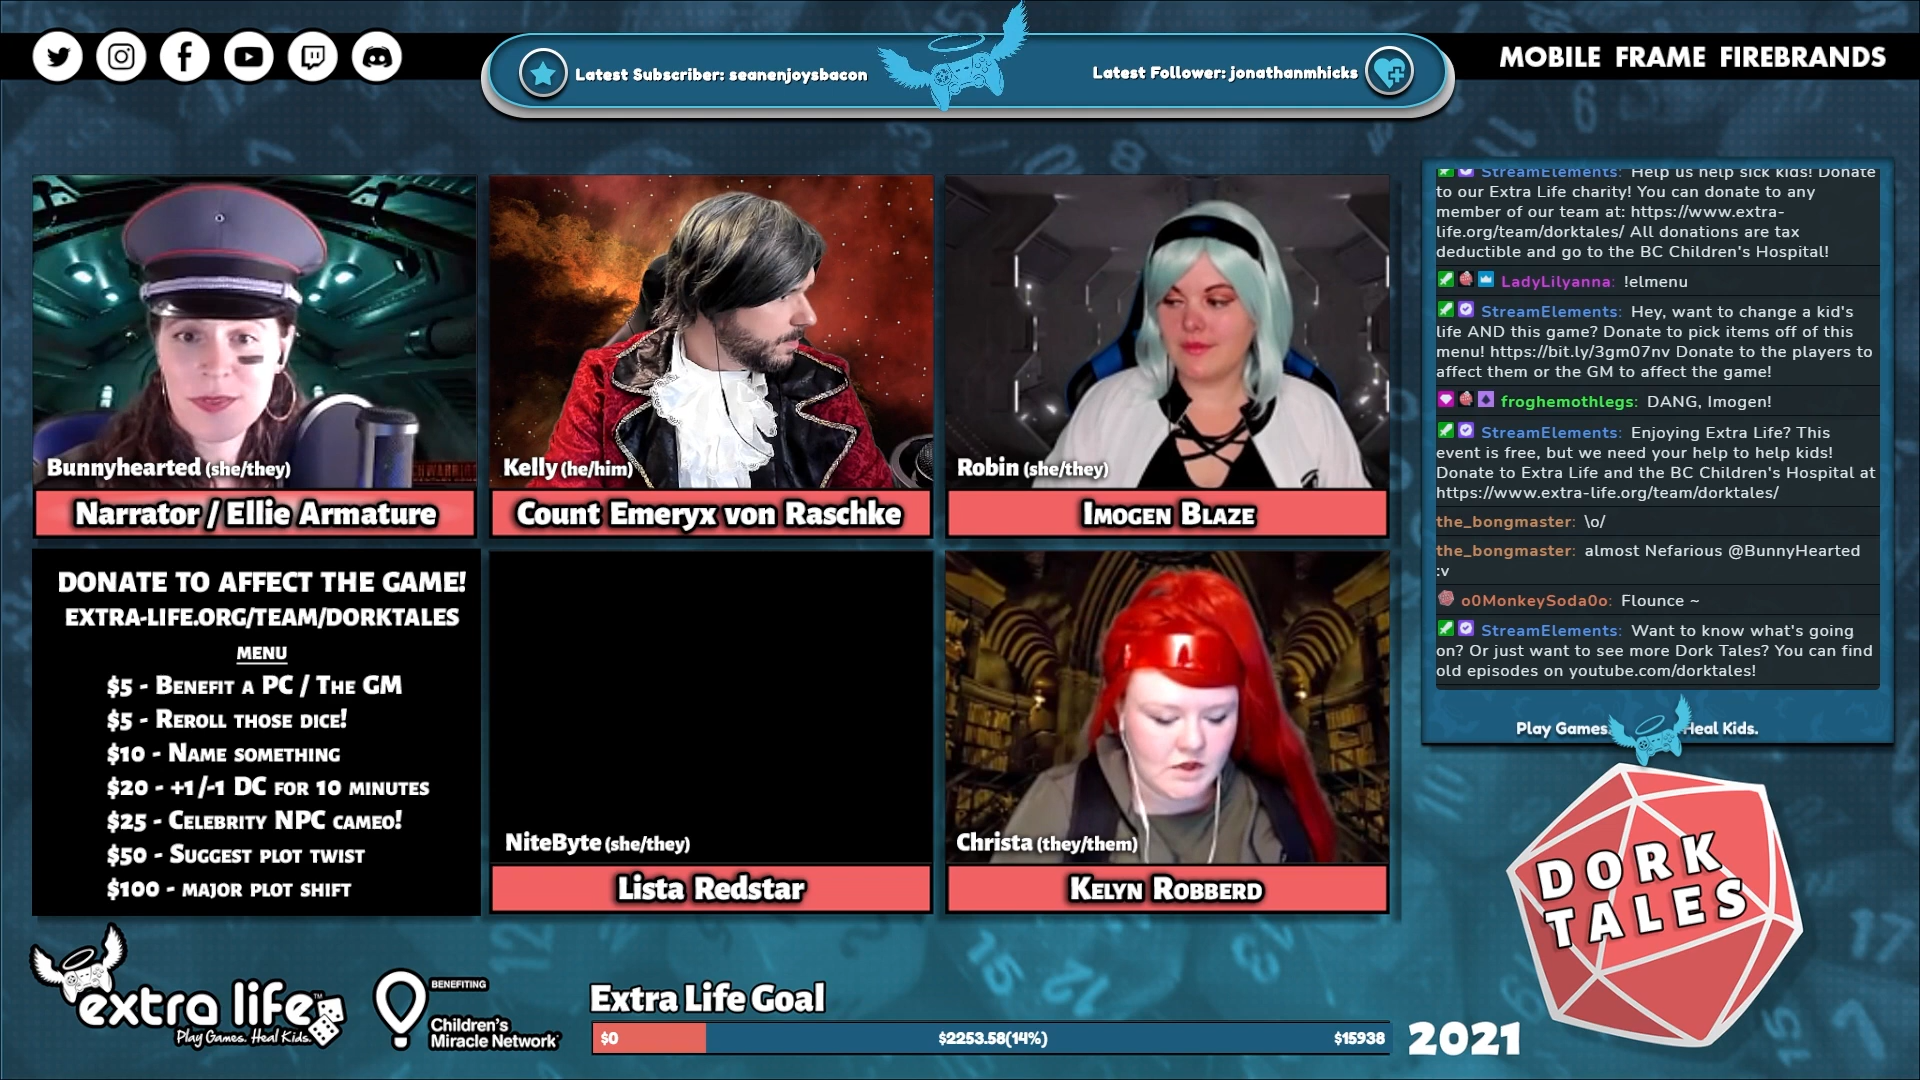 Latest Subscriber: seanenjoysbacon
Latest Follower: jonathanmhicks
MOBILE FRAME FIREBRANDS
Bunnyhearted (she/they)
Narrator / Ellie Armature
Kelly (he/him)
Count Emeryx von Raschke
Robin (she/they)
Imogen Blaze
DONATE TO AFFECT THE GAME!
EXTRA-LIFE.ORG/TEAM/DORKTALES
MENU
$5 - Benefit a PC / The GM
$5 - Reroll those dice!
$10 - Name something
$20 - +1/-1 DC for 10 minutes
$25 - Celebrity NPC cameo!
$50 - Suggest plot twist
$100 - major plot shift
NiteByte (she/they)
Lista Redstar
Christa (they/them)
Kelyn Robberd
StreamElements: Help us help sick kids! Donate
to our Extra Life charity! You can donate to any
member of our team at: https://www.extra-
life.org/team/dorktales/ All donations are tax
deductible and go to the BC Children's Hospital!
LadyLilyanna: !elmenu
StreamElements: Hey, want to change a kid's
life AND this game? Donate to pick items off of this
menu! https://bit.ly/3gm07nv Donate to the players to
affect them or the GM to affect the game!
froghemothlegs: DANG, Imogen!
StreamElements: Enjoying Extra Life? This
event is free, but we need your help to help kids!
Donate to Extra Life and the BC Children's Hospital at
https://www.extra-life.org/team/dorktales/
the_bongmaster: \o/
the_bongmaster: almost Nefarious @BunnyHearted
:v
o0MonkeySoda0o: Flounce ~
StreamElements: Want to know what's going
on? Or just want to see more Dork Tales? You can find
old episodes on youtube.com/dorktales!
Play Games. Heal Kids.
DORK
TALES
extra life™
Play Games. Heal Kids.
BENEFITING
Children's
Miracle Network
Extra Life Goal
$0
$2253.58(14%)
$15938
2021